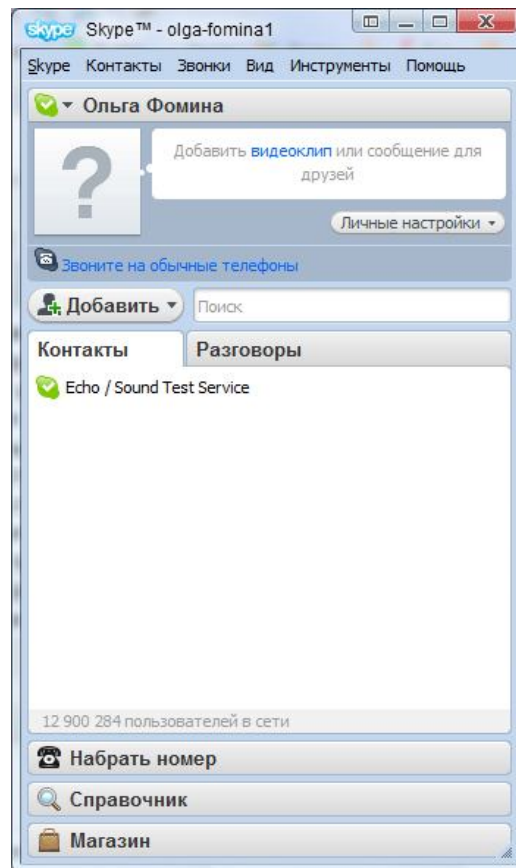 skype Skype™ - olga-fomina1
Skype Контакты Звонки Вид Инструменты Помощь
Ольга Фомина
?
Добавить видеоклип или сообщение для
друзей
Личные настройки
Звоните на обычные телефоны
Добавить
Поиск
Контакты
Разговоры
Echo / Sound Test Service
12 900 284 пользователей в сети
Набрать номер
Справочник
Магазин